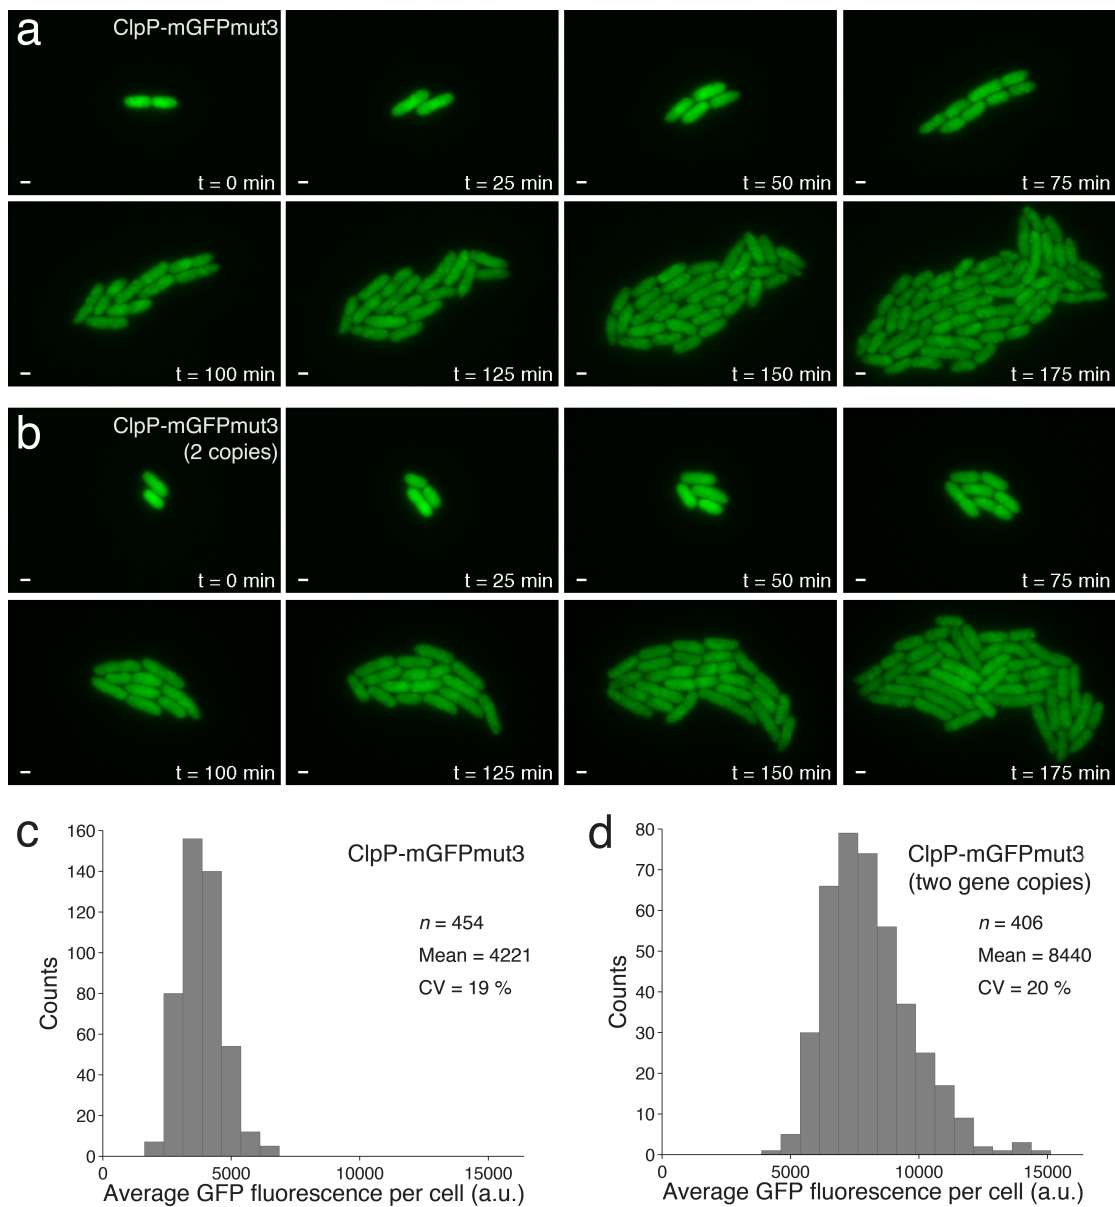 a
ClpP-mGFPmut3
t = 0 min
t = 25 min
t = 50 min
t = 75 min
t = 100 min
t = 125 min
t = 150 min
t = 175 min
b
ClpP-mGFPmut3
(2 copies)
t = 0 min
t = 25 min
t = 50 min
t = 75 min
t = 100 min
t = 125 min
t = 150 min
t = 175 min
c
ClpP-mGFPmut3
n = 454
Mean = 4221
CV = 19 %
Counts
160
140
120
100
80
60
40
20
0
0 5000 10000 15000
Average GFP fluorescence per cell (a.u.)
d
ClpP-mGFPmut3
(two gene copies)
n = 406
Mean = 8440
CV = 20 %
Counts
80
70
60
50
40
30
20
10
0
0 5000 10000 15000
Average GFP fluorescence per cell (a.u.)